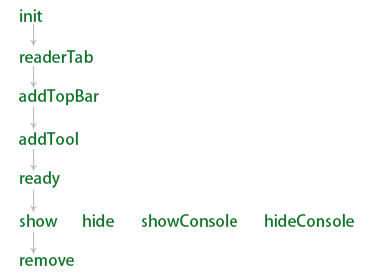 init
readerTab
addTopBar
addTool
ready
show hide showConsole hideConsole
remove